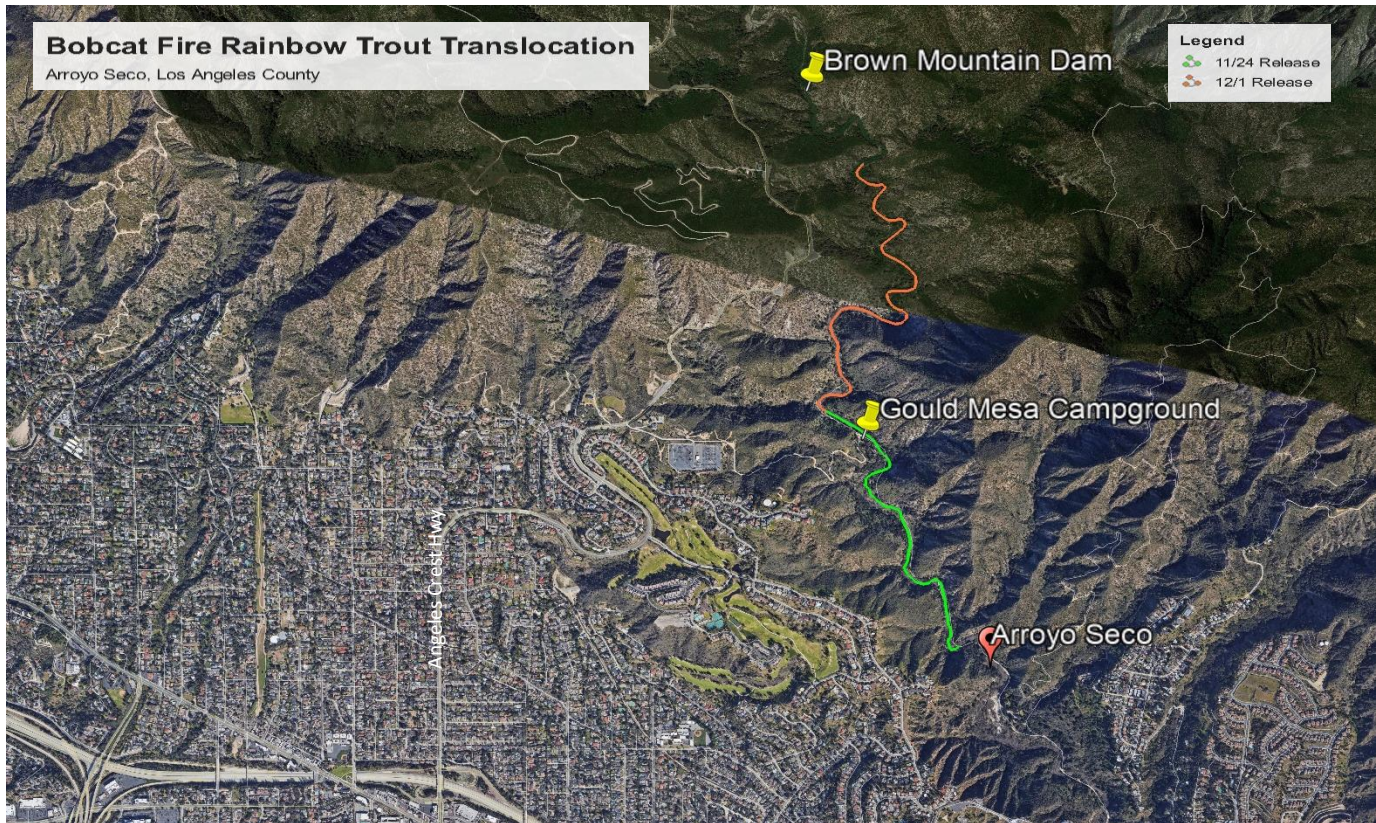 Bobcat Fire Rainbow Trout Translocation
Arroyo Seco, Los Angeles County
Brown Mountain Dam
Legend
11/24 Release
12/1 Release
Gould Mesa Campground
Angeles Crest Hwy
Arroyo Seco